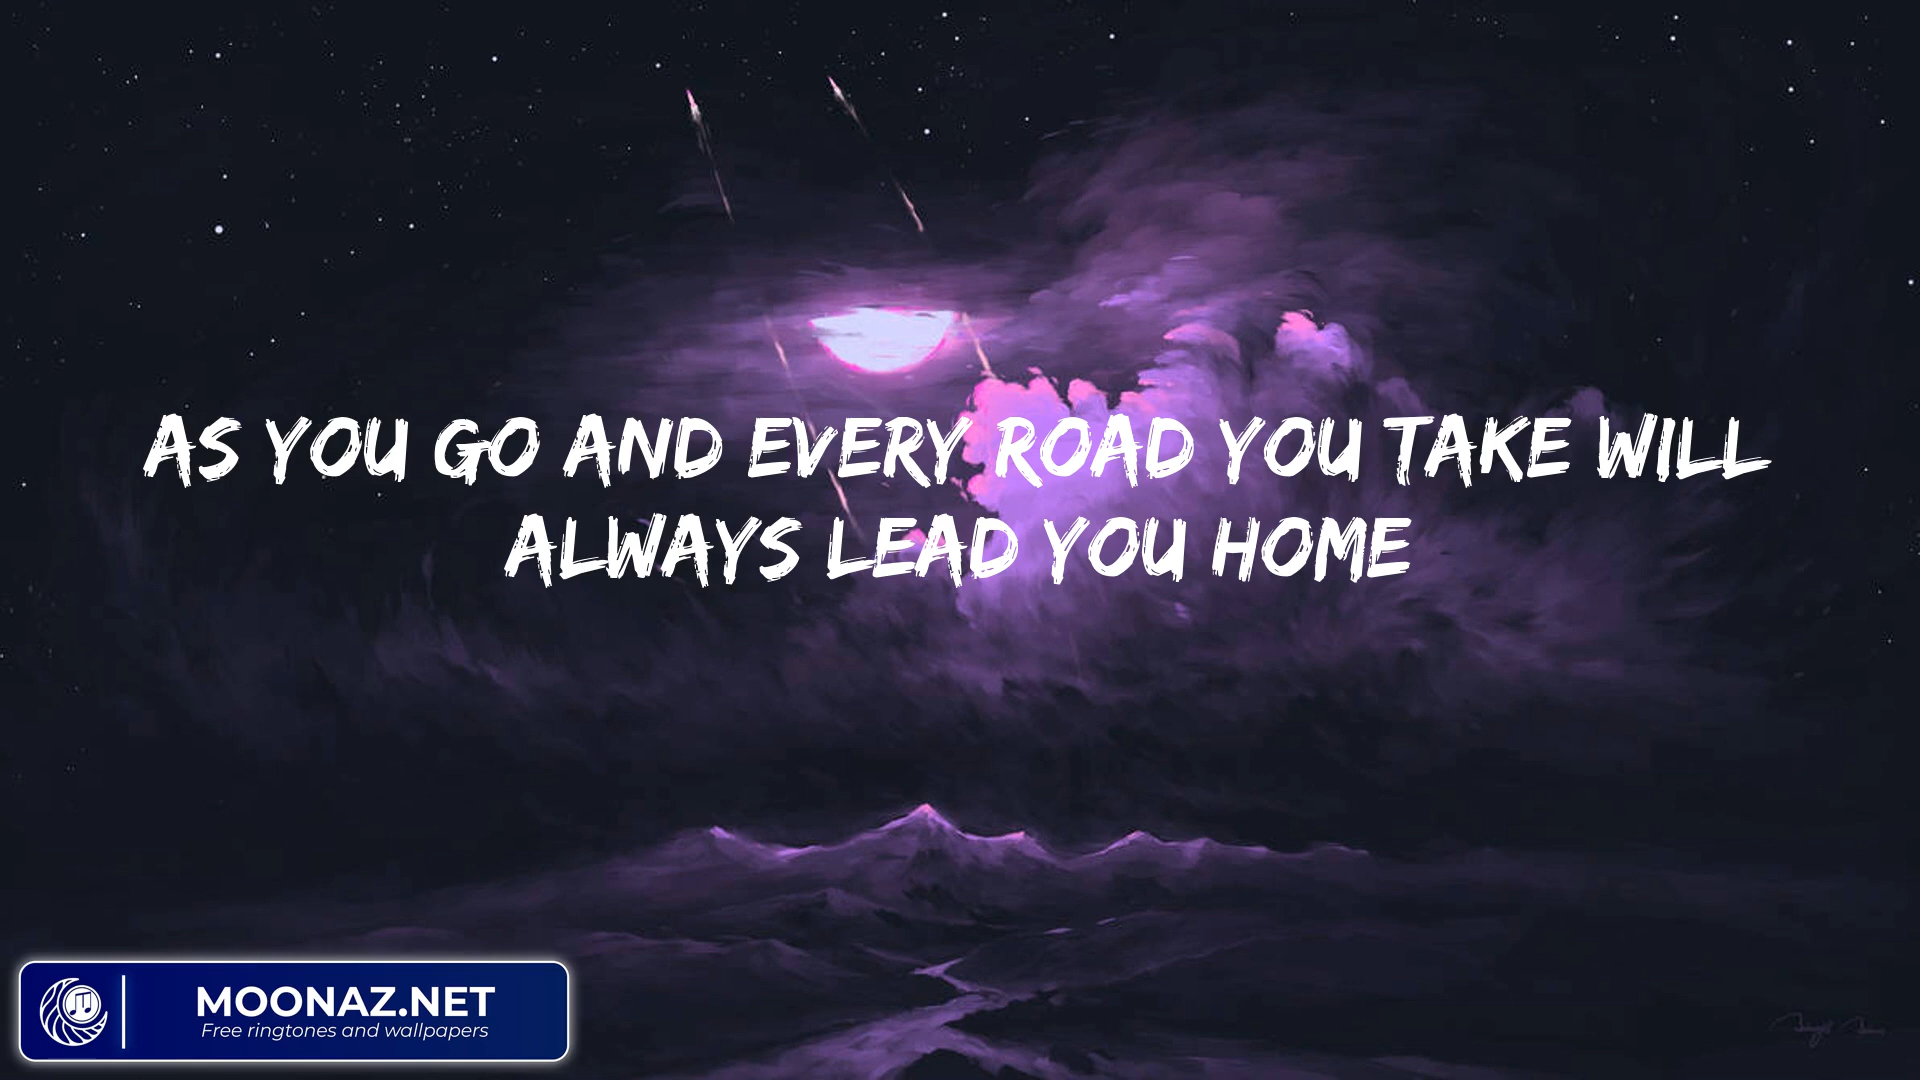 AS YOU GO AND EVERY ROAD YOU TAKE WILL
ALWAYS LEAD YOU HOME
MOONAZ.NET
Free ringtones and wallpapers